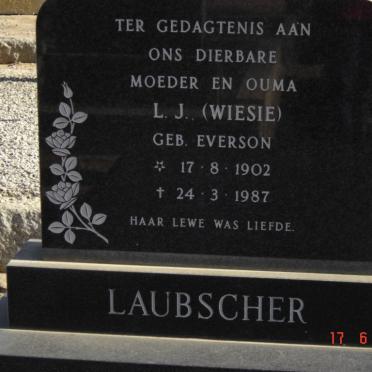 TER GEDAGTENIS AAN
ONS DIERBARE
MOEDER EN OUMA
L. J. (WIESIE)
GEB. EVERSON
✡ 17 · 8 · 1902
✝ 24 · 3 · 1987
HAAR LEWE WAS LIEFDE.
LAUBSCHER
17 6